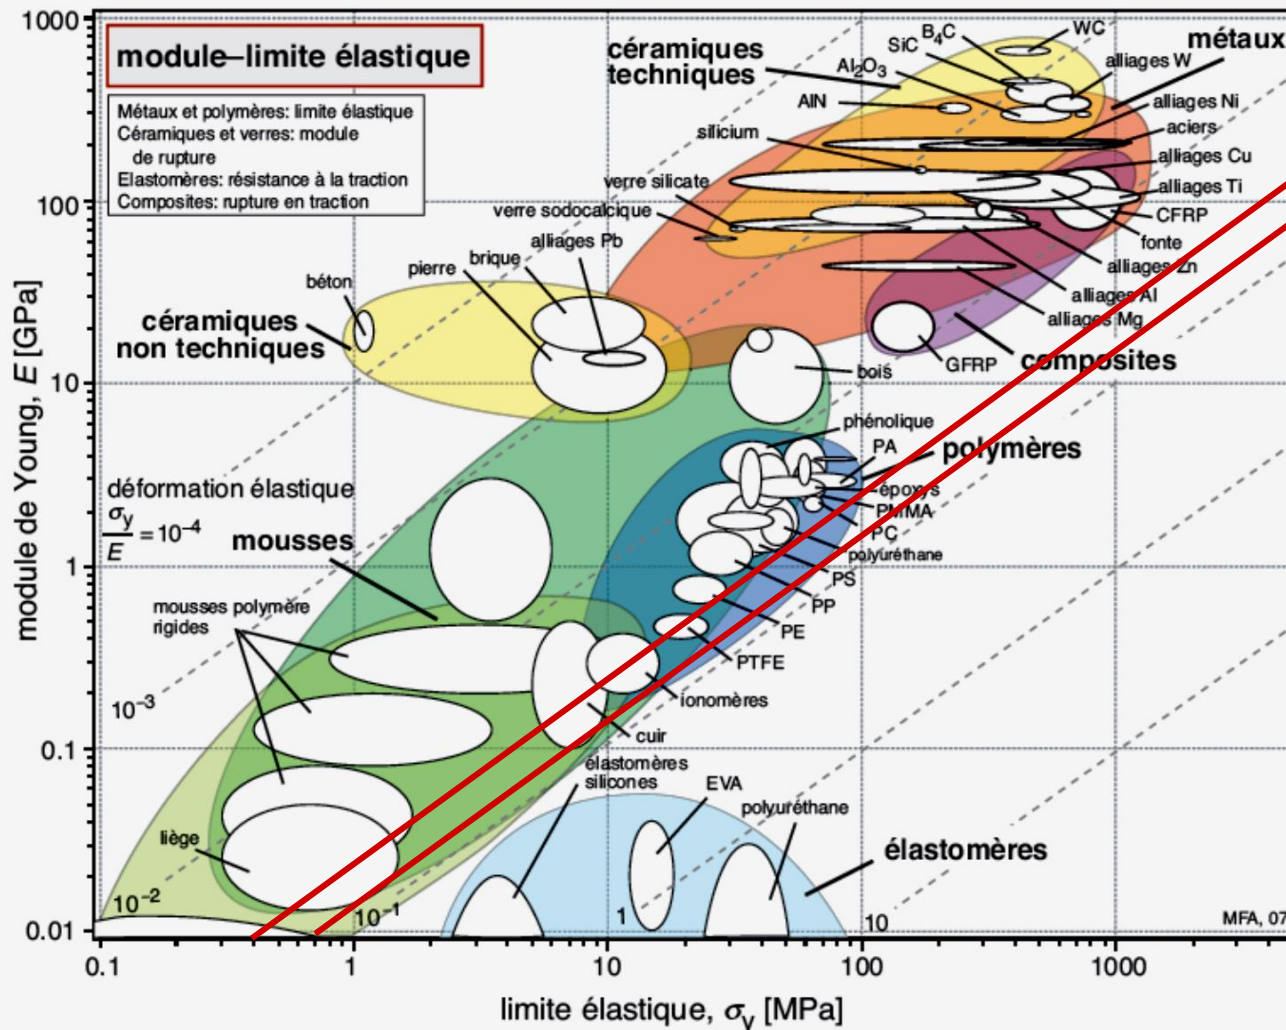 module–limite élastique
Métaux et polymères: limite élastique
Céramiques et verres: module
de rupture
Elastomères: résistance à la traction
Composites: rupture en traction
céramiques
techniques
SiC
B4C
WC
métaux
Al2O3
alliages W
AlN
alliages Ni
silicium
aciers
alliages Cu
verre silicate
alliages Ti
verre sodocalcique
CFRP
alliages Pb
fonte
brique
alliages Zn
pierre
béton
alliages Al
alliages Mg
céramiques
non techniques
composites
GFRP
bois
phénolique
PA
polymères
époxys
PMMA
PC
polyuréthane
PS
PP
PE
PTFE
ionomères
cuir
déformation élastique
σy
E
= 10-4
mousses
mousses polymère
rigides
10-3
élastomères
silicones
EVA
polyuréthane
liège
élastomères
10-2
10-1
1
10
MFA, 07
1000
100
10
1
0.1
0.01
module de Young, E [GPa]
0.1
1
10
100
1000
limite élastique, σy [MPa]